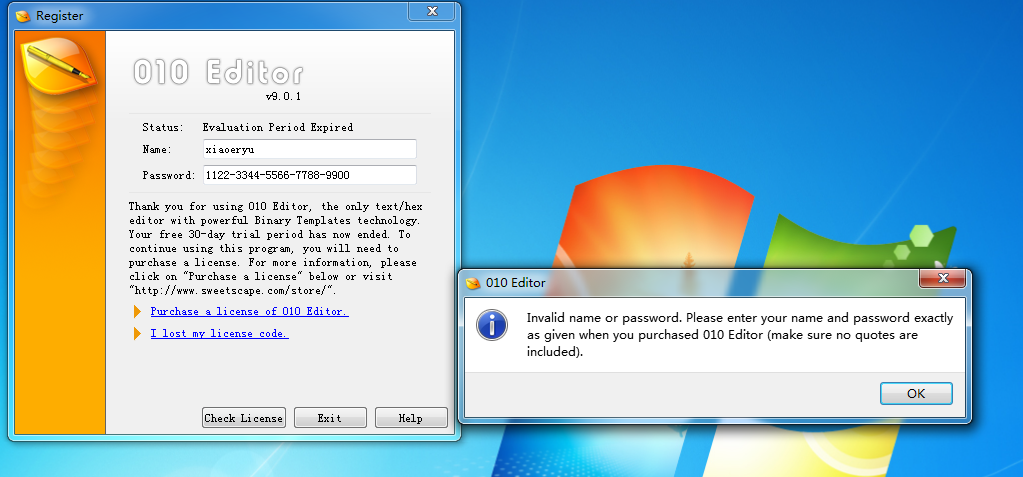 Register
010 Editor
v9.0.1
Status: Evaluation Period Expired
Name: xiaoeryu
Password: 1122-3344-5566-7788-9900
Thank you for using 010 Editor, the only text/hex
editor with powerful Binary Templates technology.
Your free 30-day trial period has now ended. To
continue using this program, you will need to
purchase a license. For more information, please
click on "Purchase a license" below or visit
"http://www.sweetscape.com/store/".
Purchase a license of 010 Editor.
I lost my license code.
Check License Exit Help
010 Editor
Invalid name or password. Please enter your name and password exactly
as given when you purchased 010 Editor (make sure no quotes are
included).
OK